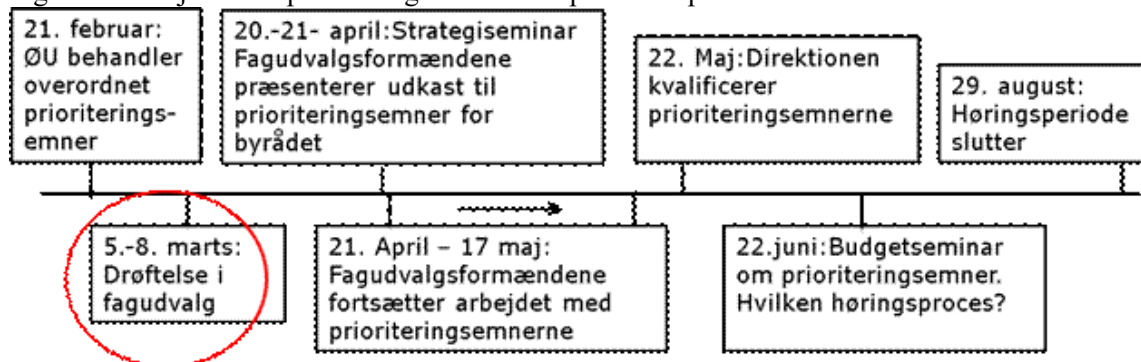 21. februar:
ØU behandler
overordnet
prioriterings-
emner
20.-21- april:Strategiseminar
Fagudvalgsformændene
præsenterer udkast til
prioriteringsemner for
byrådet
22. Maj:Direktionen
kvalificerer
prioriteringsemnerne
29. august:
Høringsperiode
slutter
5.-8. marts:
Drøftelse i
fagudvalg
21. April – 17 maj:
Fagudvalgsformændene
fortsætter arbejdet med
prioriteringsemnerne
22.juni:Budgetseminar
om prioriteringsemner.
Hvilken høringsproces?